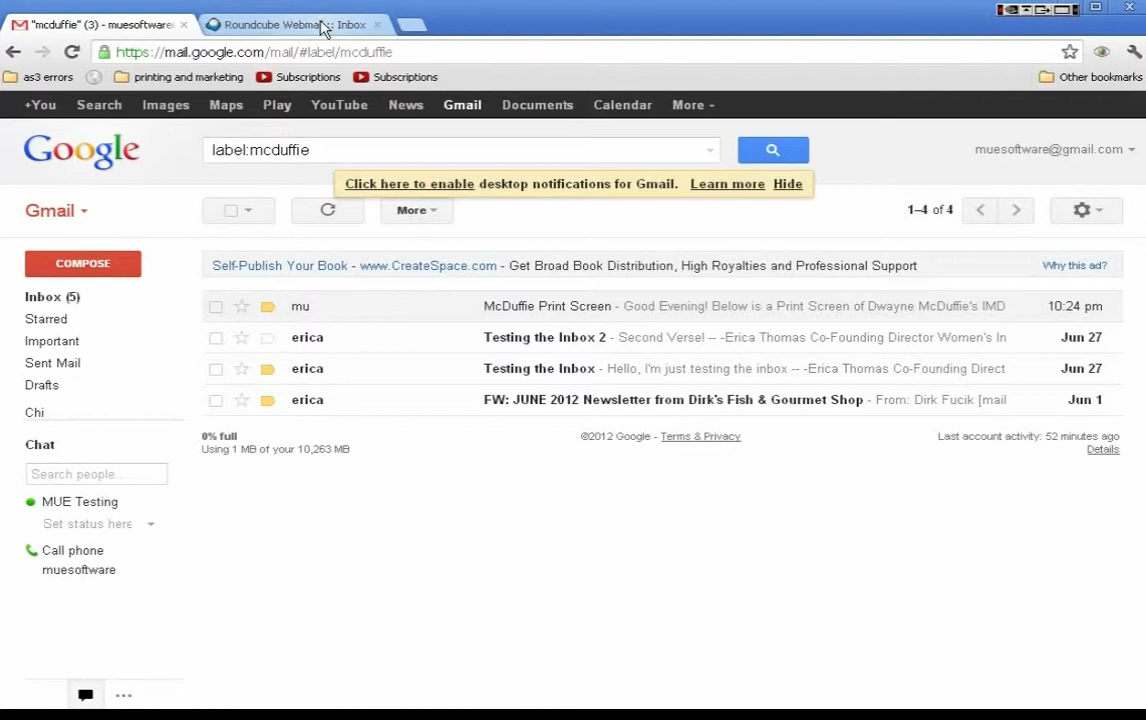 "mcduffie" (3) - muesoftware
Roundcube Webmail :: Inbox
https://mail.google.com/mail/#label/mcduffie
as3 errors printing and marketing Subscriptions Subscriptions Other bookmarks
+You Search Images Maps Play YouTube News Gmail Documents Calendar More
Google label:mcduffie muesoftware@gmail.com
Click here to enable desktop notifications for Gmail. Learn more Hide
Gmail More 1–4 of 4
COMPOSE
Self-Publish Your Book - www.CreateSpace.com - Get Broad Book Distribution, High Royalties and Professional Support Why this ad?
Inbox (5)
Starred
Important
Sent Mail
Drafts
Chi
mu McDuffie Print Screen - Good Evening! Below is a Print Screen of Dwayne McDuffie's IMD 10:24 pm
erica Testing the Inbox 2 - Second Verse! -- -Erica Thomas Co-Founding Director Women's In Jun 27
erica Testing the Inbox - Hello, I'm just testing the inbox -- -Erica Thomas Co-Founding Direct Jun 27
erica FW: JUNE 2012 Newsletter from Dirk's Fish & Gourmet Shop - From: Dirk Fucik [mail Jun 1
0% full
Using 1 MB of your 10,263 MB
©2012 Google - Terms & Privacy
Last account activity: 52 minutes ago
Details
Chat
Search people...
MUE Testing
Set status here
Call phone
muesoftware